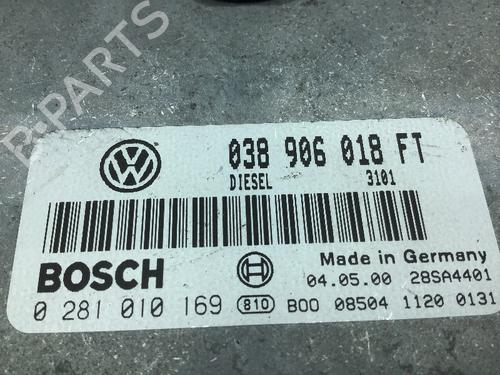 B-PARTS
VW
038 906 018 FT
DIESEL 3101
BOSCH
Made in Germany
04.05.00 28SA4401
0 281 010 169 810 B00 08504 1120 0131